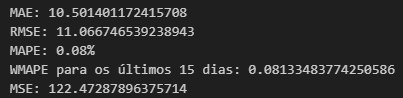 MAE: 10.501401172415708
RMSE: 11.066746539238943
MAPE: 0.08%
WMAPE para os últimos 15 dias: 0.08133483774250586
MSE: 122.47287896375714